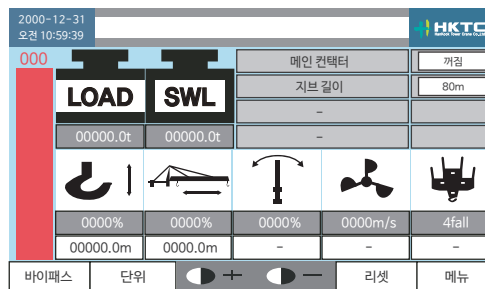 2000-12-31
오전 10:59:39
HKTC
000
LOAD
SWL
메인 컨택터
꺼짐
지브 길이
80m
-
00000.0t
00000.0t
-
0000%
0000%
0000%
0000m/s
4fall
00000.0m
0000.0m
-
-
-
바이패스
단위
+
-
리셋
메뉴